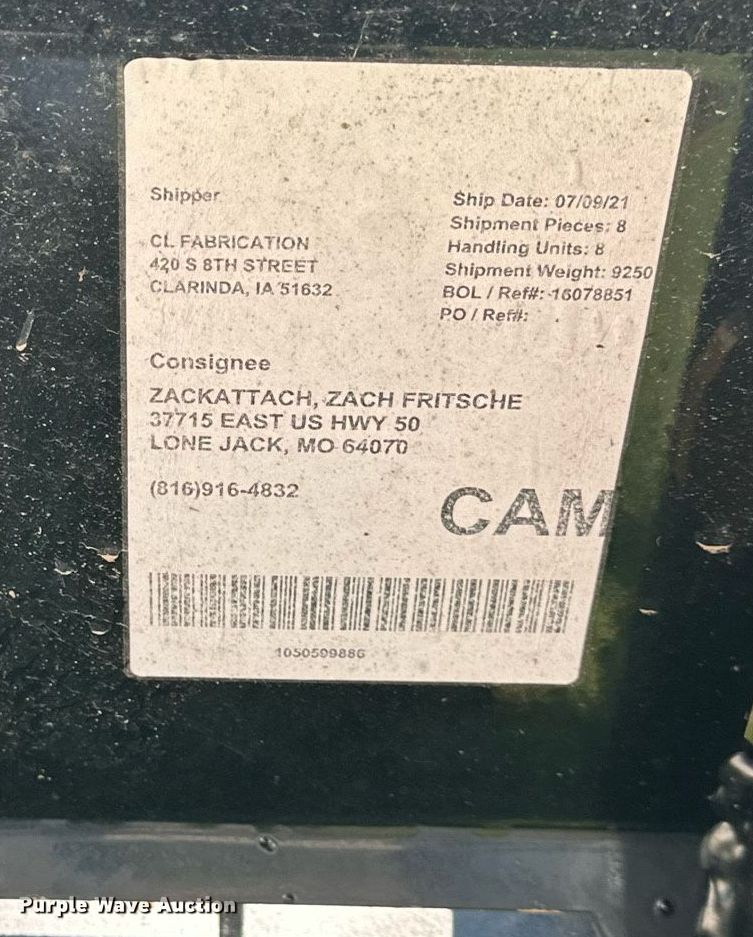 Shipper
CL FABRICATION
420 S 8TH STREET
CLARINDA, IA 51632
Ship Date: 07/09/21
Shipment Pieces: 8
Handling Units: 8
Shipment Weight: 9250
BOL / Ref#: 16078851
PO / Ref#:
Consignee
ZACKATTACH, ZACH FRITSCHE
37715 EAST US HWY 50
LONE JACK, MO 64070
(816)916-4832
CAM
1050509886
Purple Wave Auction